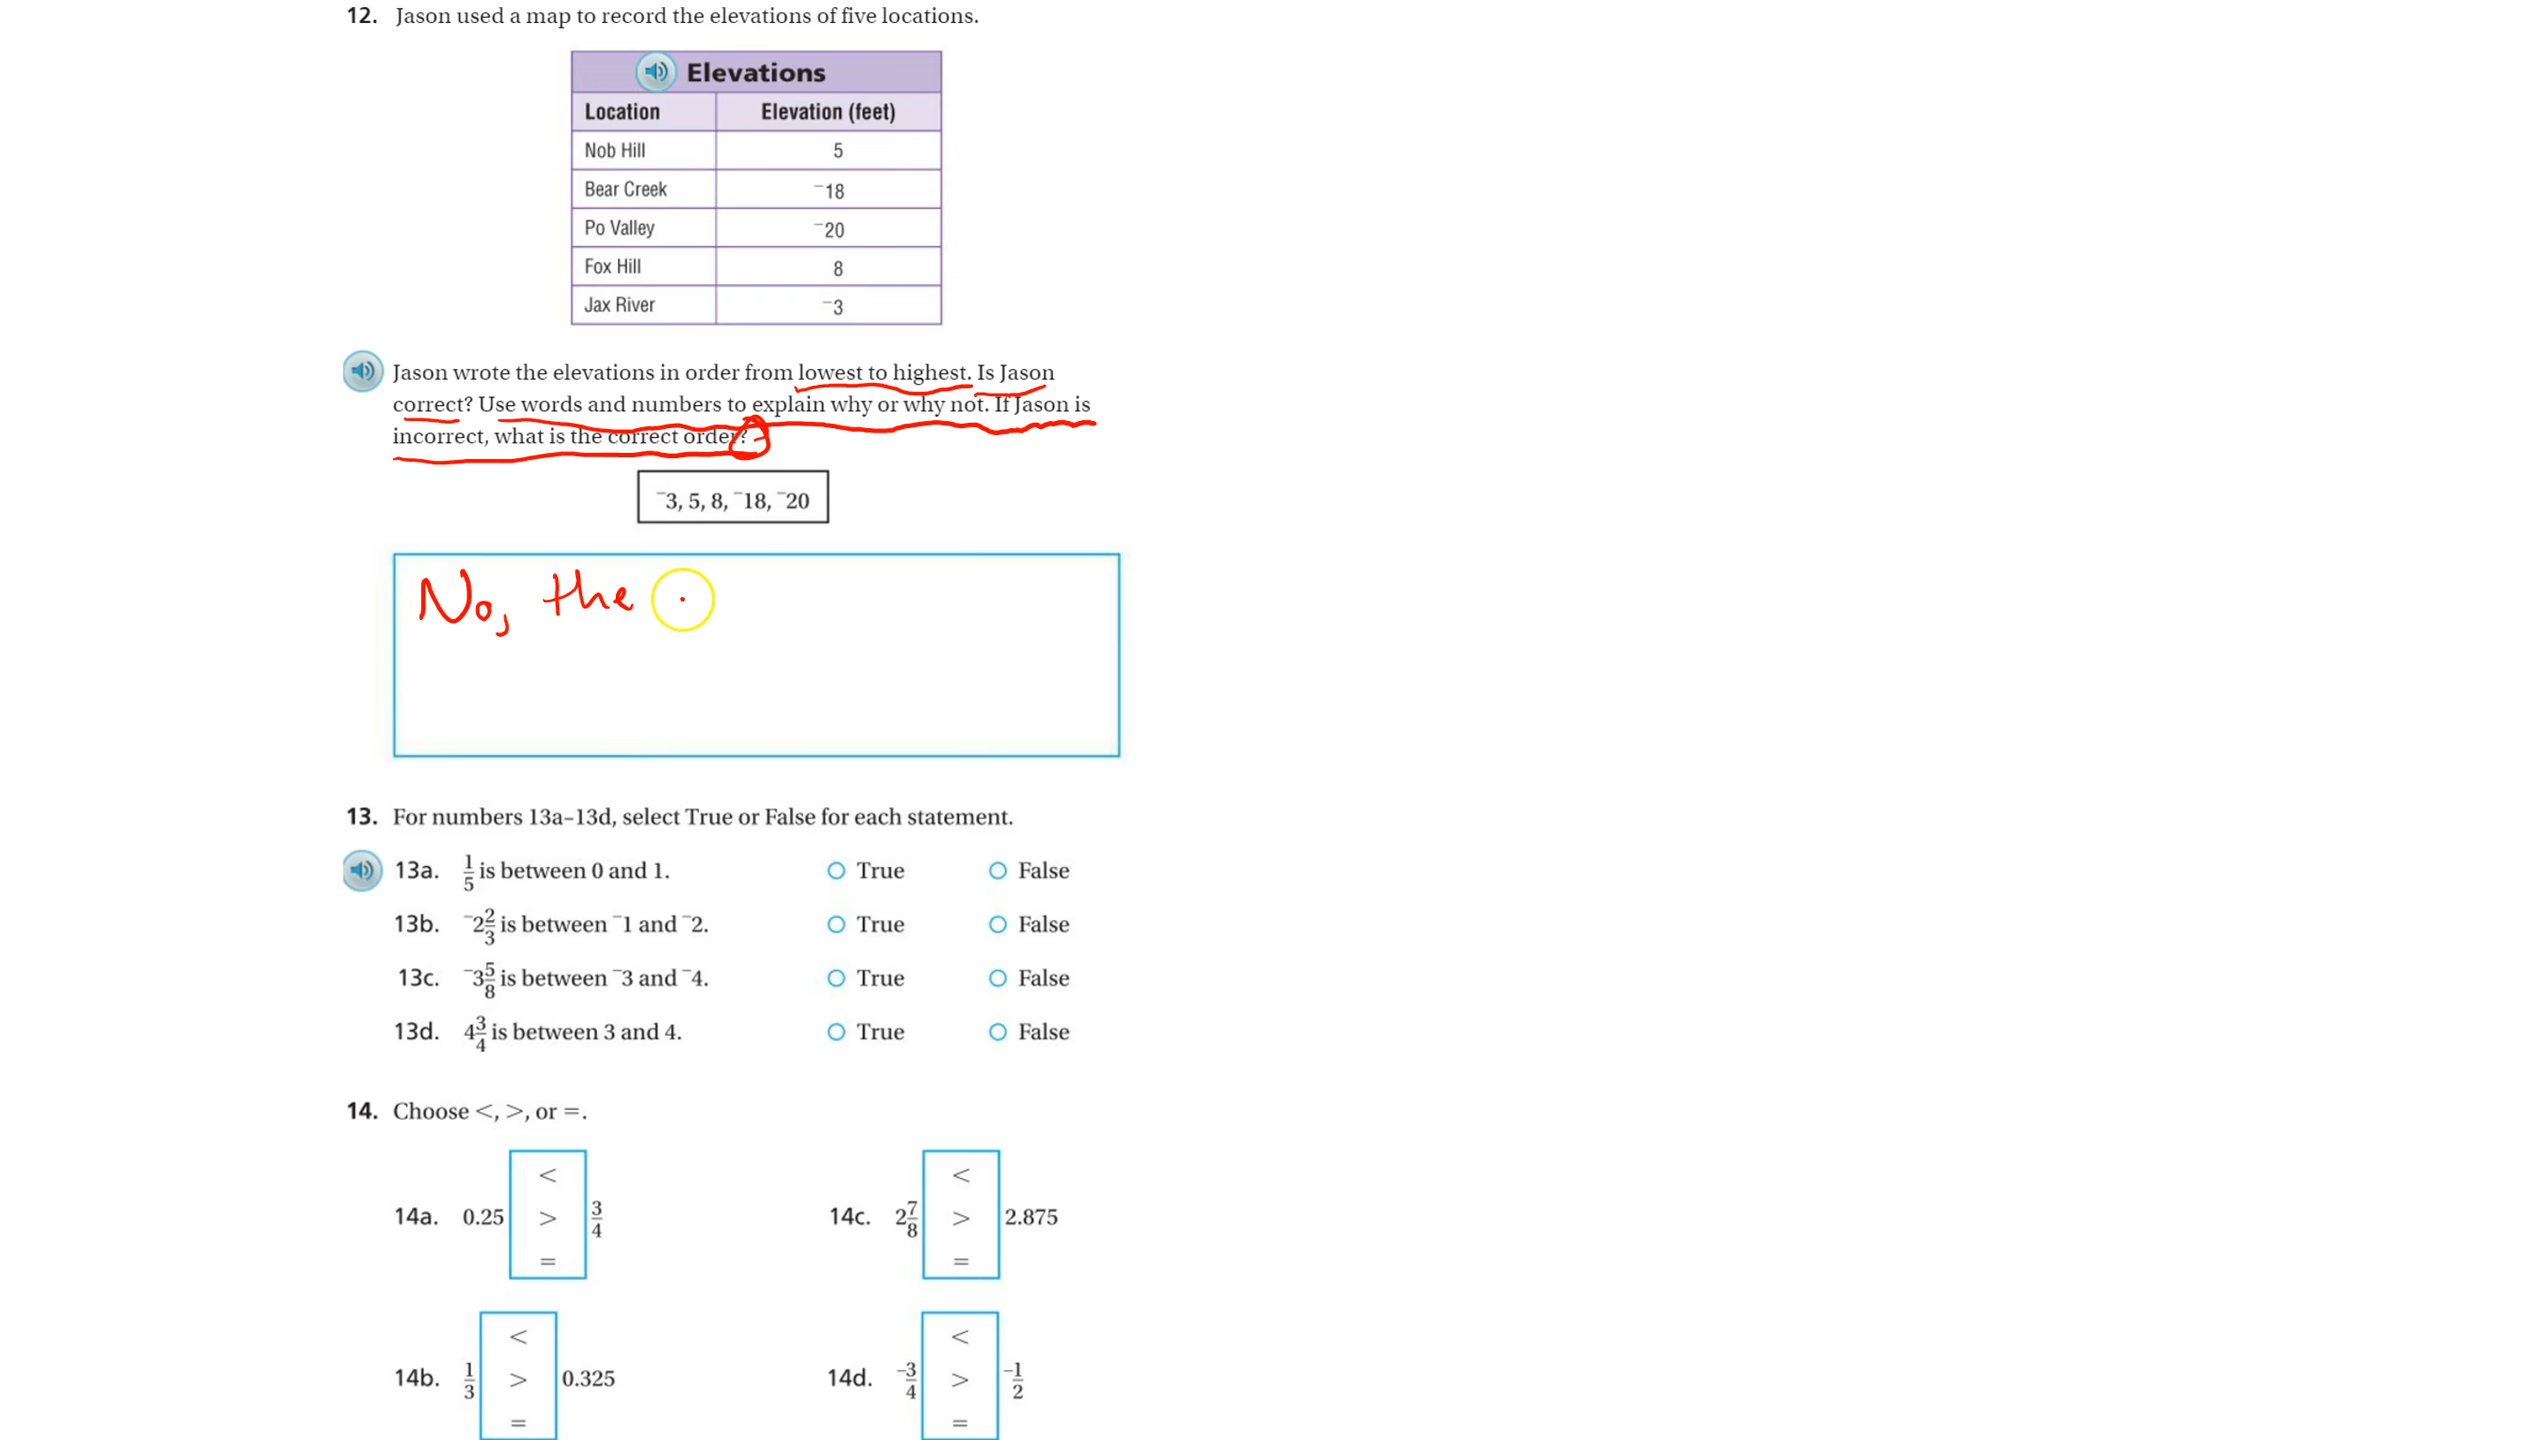 12. Jason used a map to record the elevations of five locations.
Elevations
Location Elevation (feet)
Nob Hill 5
Bear Creek ⁻18
Po Valley ⁻20
Fox Hill 8
Jax River ⁻3
Jason wrote the elevations in order from lowest to highest. Is Jason
correct? Use words and numbers to explain why or why not. If Jason is
incorrect, what is the correct order?
⁻3, 5, 8, ⁻18, ⁻20
No, the
13. For numbers 13a–13d, select True or False for each statement.
13a. 1/5 is between 0 and 1. True False
13b. ⁻2 2/3 is between ⁻1 and ⁻2. True False
13c. ⁻3 5/8 is between ⁻3 and ⁻4. True False
13d. 4 3/4 is between 3 and 4. True False
14. Choose <, >, or =.
14a. 0.25 < > = 3/4
14c. 2 7/8 < > = 2.875
14b. 1/3 < > = 0.325
14d. ⁻3/4 < > = ⁻1/2